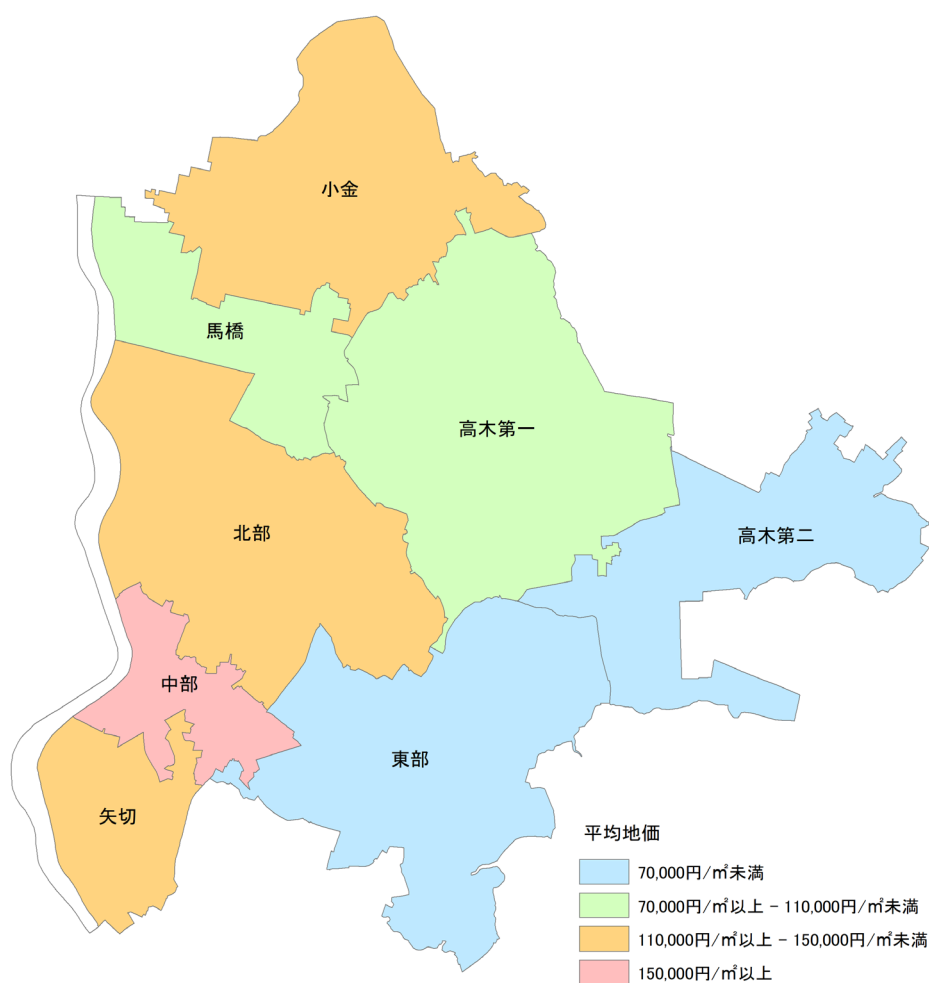 小金
馬橋
高木第一
北部
高木第二
中部
東部
矢切
平均地価
70,000円/㎡未満
70,000円/㎡以上 - 110,000円/㎡未満
110,000円/㎡以上 - 150,000円/㎡未満
150,000円/㎡以上